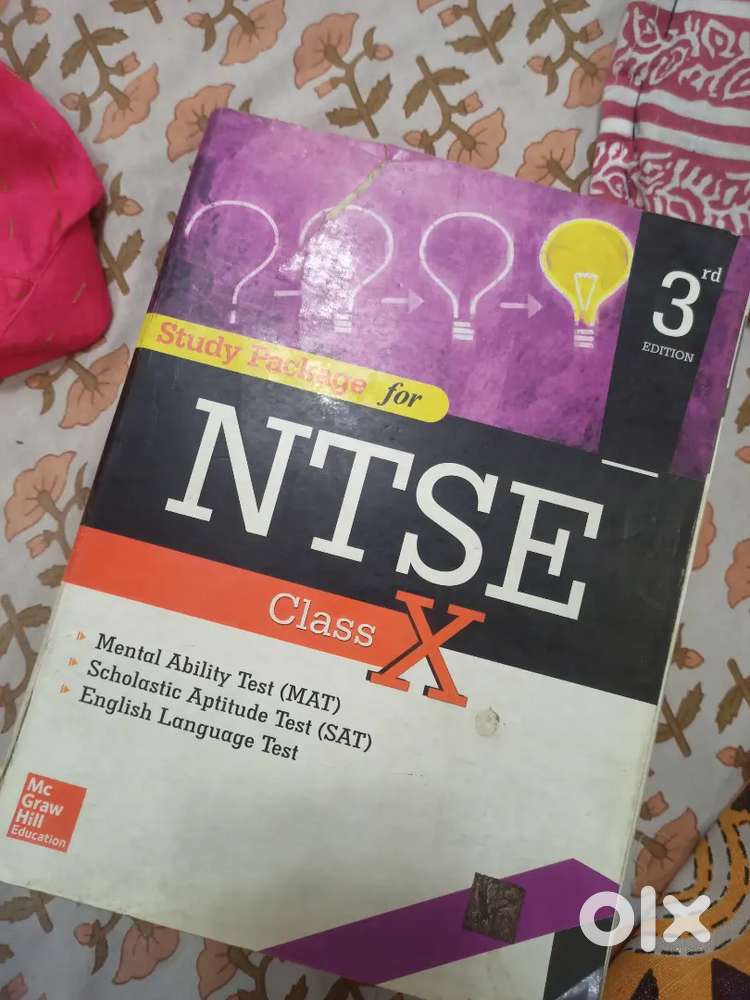 3rd
EDITION
Study Package for
NTSE
Class X
Mental Ability Test (MAT)
Scholastic Aptitude Test (SAT)
English Language Test
Mc
Graw
Hill
Education
olx